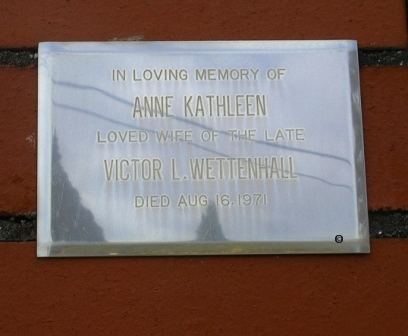 IN LOVING MEMORY OF
ANNE KATHLEEN
LOVED WIFE OF THE LATE
VICTOR L. WETTENHALL
DIED AUG 16.1971